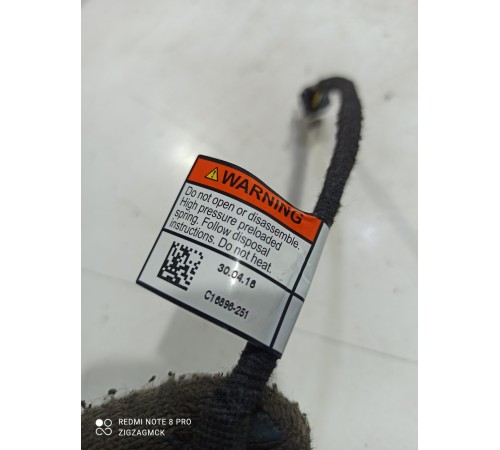 WARNING
Do not open or disassemble.
High pressure preloaded
spring. Follow disposal
instructions. Do not heat.
30.04.16
C16896-251
REDMI NOTE 8 PRO
ZIGZAGMCK